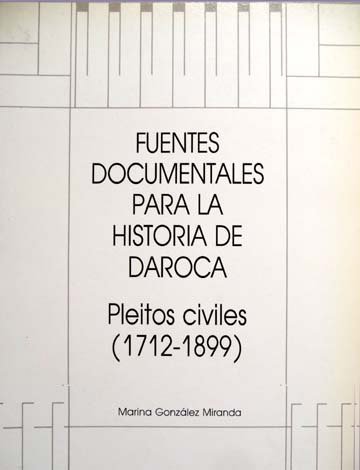 FUENTES
DOCUMENTALES
PARA LA
HISTORIA DE
DAROCA
Pleitos civiles
(1712-1899)
Marina González Miranda